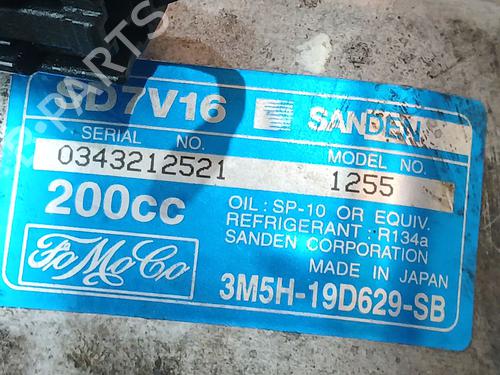 SD7V16 SANDEN
SERIAL NO. MODEL NO.
0343212521 1255
200cc
OIL : SP-10 OR EQUIV.
REFRIGERANT : R134a
SANDEN CORPORATION
MADE IN JAPAN
FoMoCo
3M5H-19D629-SB